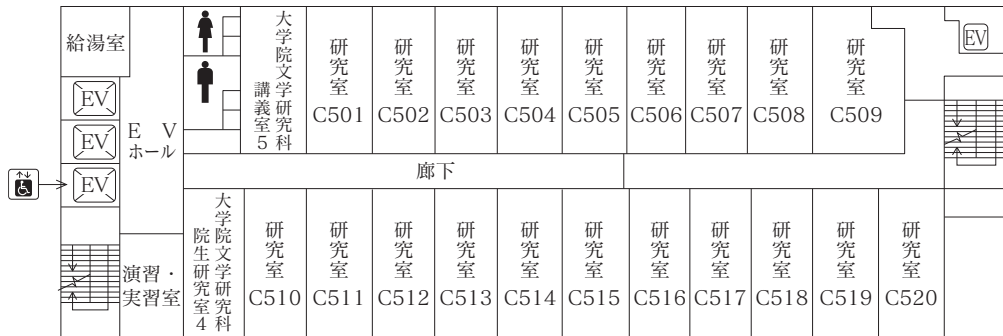 給湯室
EV
EV
EV
E V
ホール
大学院文学研究科
講義室5
研究室
C501
研究室
C502
研究室
C503
研究室
C504
研究室
C505
研究室
C506
研究室
C507
研究室
C508
研究室
C509
EV
廊下
演習・
実習室
大学院文学研究科
院生研究室4
研究室
C510
研究室
C511
研究室
C512
研究室
C513
研究室
C514
研究室
C515
研究室
C516
研究室
C517
研究室
C518
研究室
C519
研究室
C520